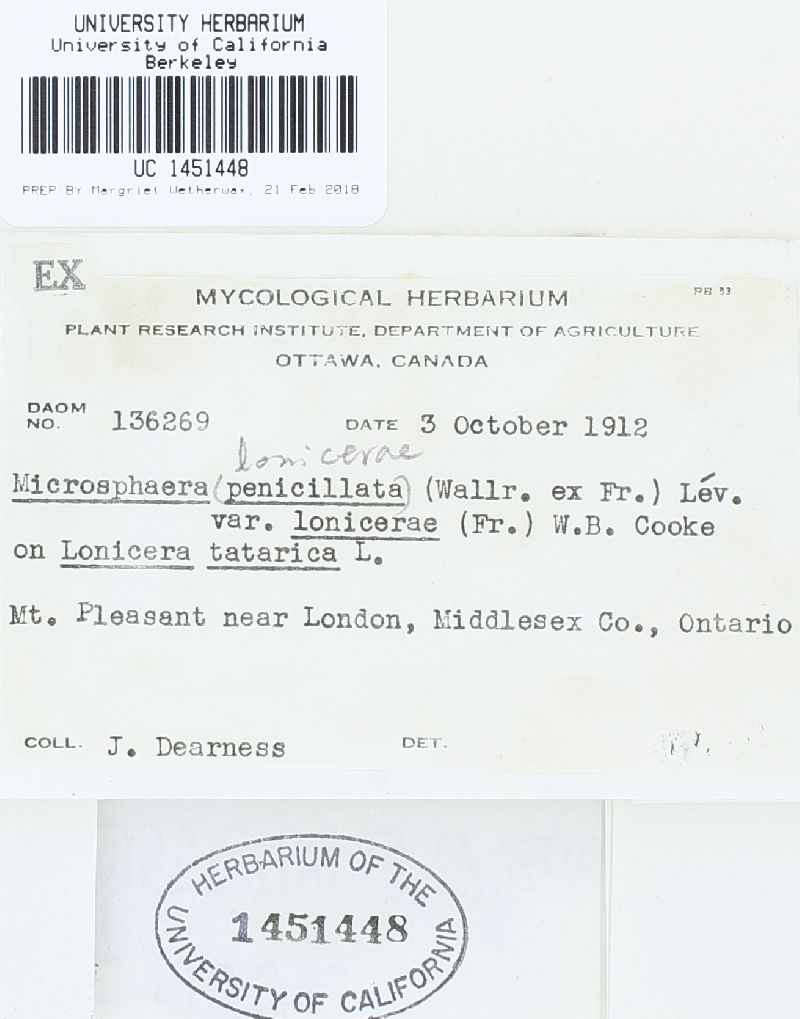 UNIVERSITY HERBARIUM
University of California
Berkeley
UC 1451448
PREP BY Margriet Wetherwax, 21 Feb 2018
EX
MYCOLOGICAL HERBARIUM
PLANT RESEARCH INSTITUTE, DEPARTMENT OF AGRICULTURE
OTTAWA, CANADA
DAOM NO. 136269 DATE 3 October 1912
lonicerae
Microsphaera (penicillata) (Wallr. ex Fr.) Lév.
var. lonicerae (Fr.) W.B. Cooke
on Lonicera tatarica L.
Mt. Pleasant near London, Middlesex Co., Ontario
COLL. J. Dearness DET.
HERBARIUM OF THE
1451448
UNIVERSITY OF CALIFORNIA